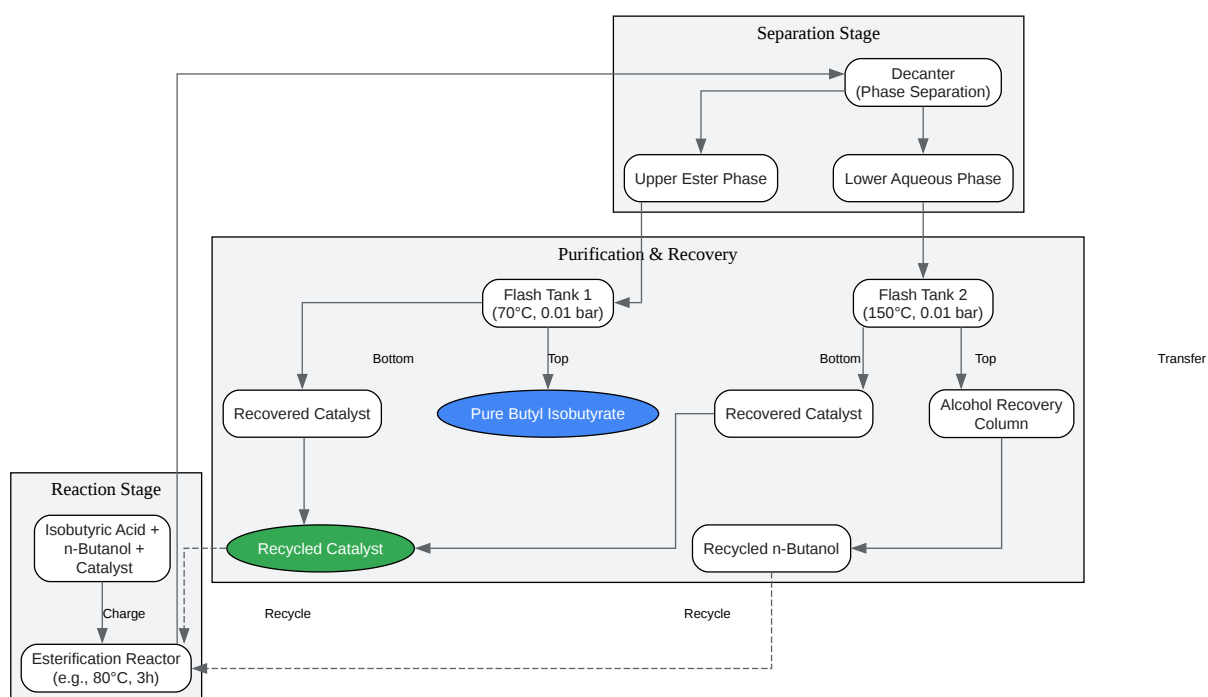 Separation Stage
Decanter
(Phase Separation)
Upper Ester Phase
Lower Aqueous Phase
Purification & Recovery
Flash Tank 1
(70°C, 0.01 bar)
Flash Tank 2
(150°C, 0.01 bar)
Bottom
Top
Bottom
Top
Transfer
Recovered Catalyst
Pure Butyl Isobutyrate
Recovered Catalyst
Alcohol Recovery
Column
Reaction Stage
Isobutyric Acid +
n-Butanol +
Catalyst
Recycled Catalyst
Recycled n-Butanol
Charge
Recycle
Recycle
Esterification Reactor
(e.g., 80°C, 3h)